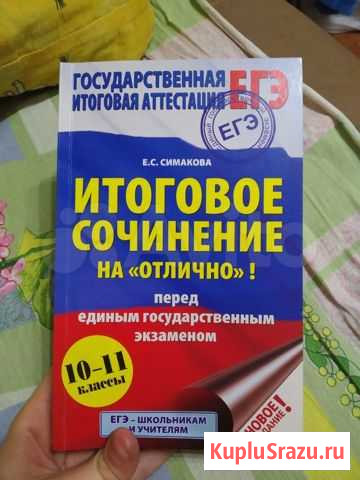 ГОСУДАРСТВЕННАЯ
ИТОГОВАЯ АТТЕСТАЦИЯ
ЕГЭ
ЕГЭ
Е.С. СИМАКОВА
ИТОГОВОЕ
СОЧИНЕНИЕ
НА «ОТЛИЧНО» !
перед
единым государственным
экзаменом
10-11
классы
НОВОЕ
!
ЕГЭ - ШКОЛЬНИКАМ
И УЧИТЕЛЯМ
KupluSrazu.ru